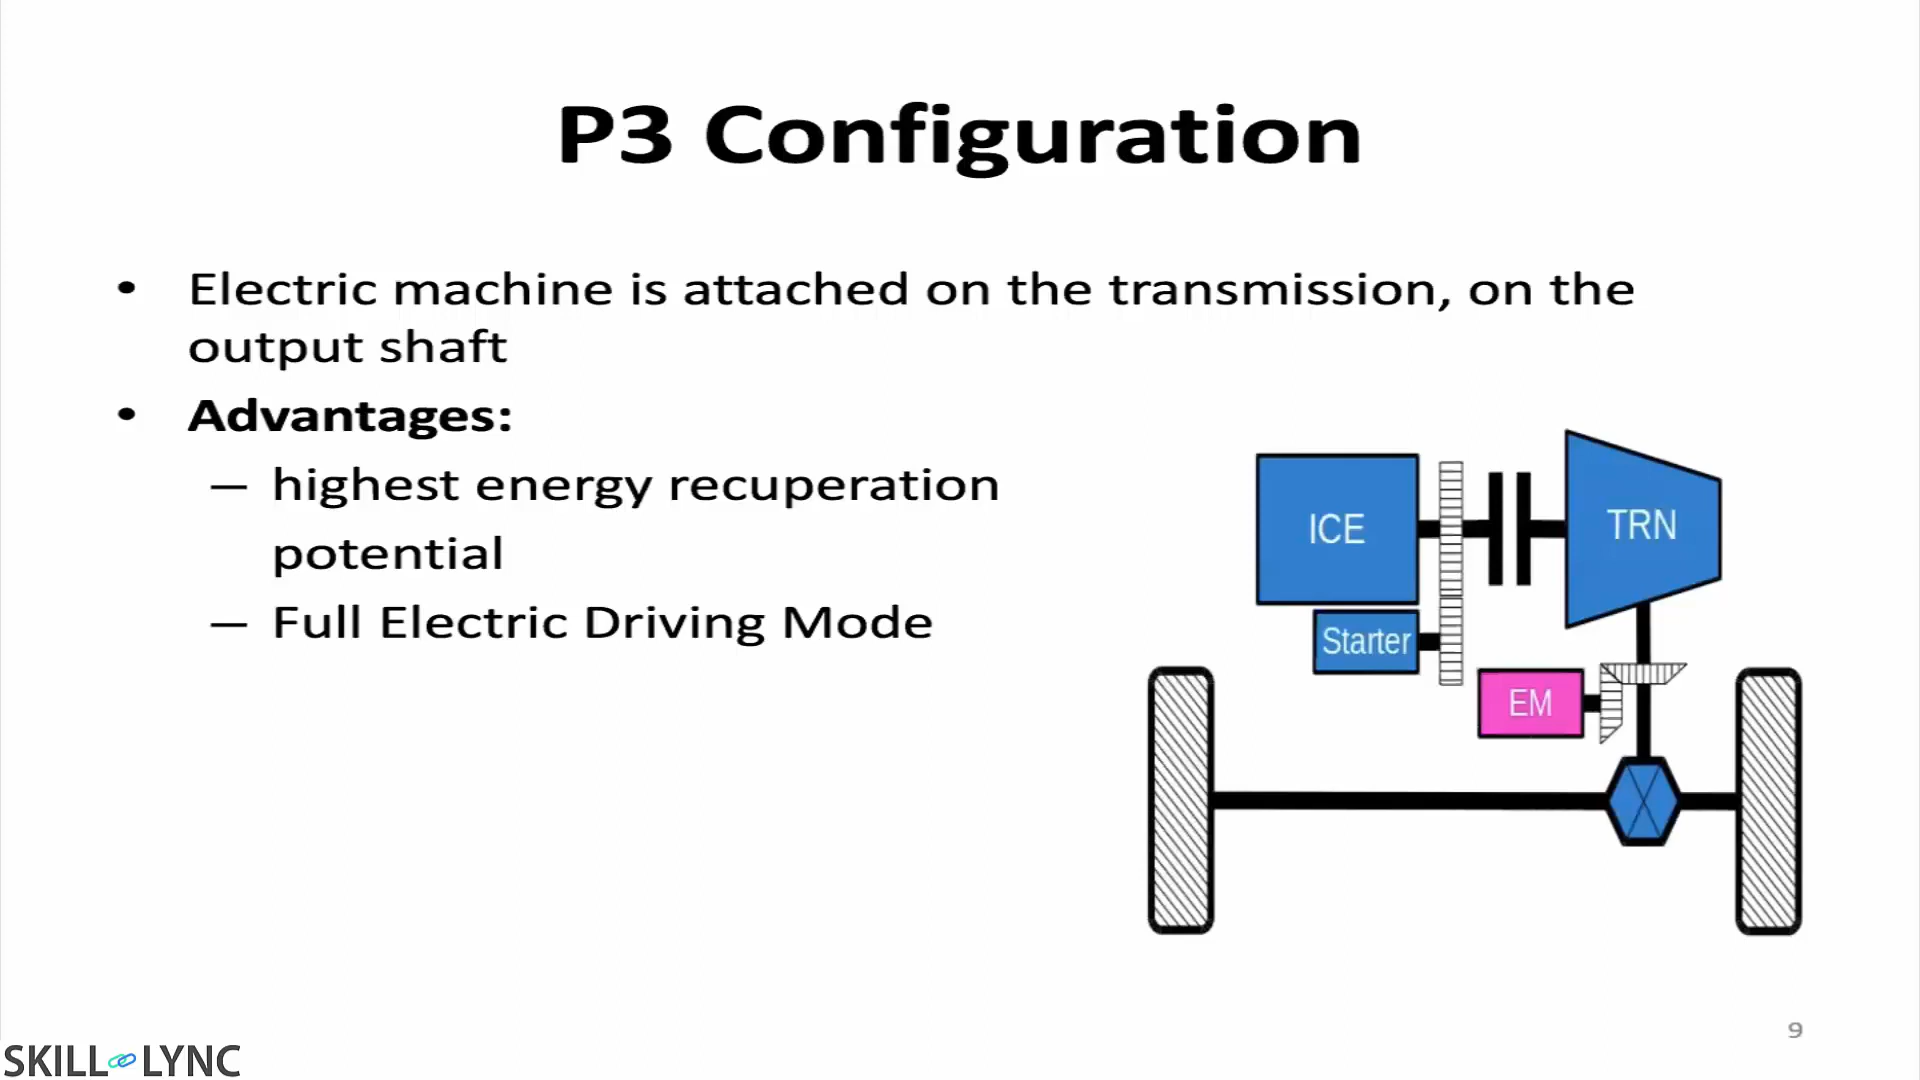 P3 Configuration
• Electric machine is attached on the transmission, on the
output shaft
• Advantages:
– highest energy recuperation
potential
– Full Electric Driving Mode
ICE
TRN
Starter
EM
9
SKILL LYNC